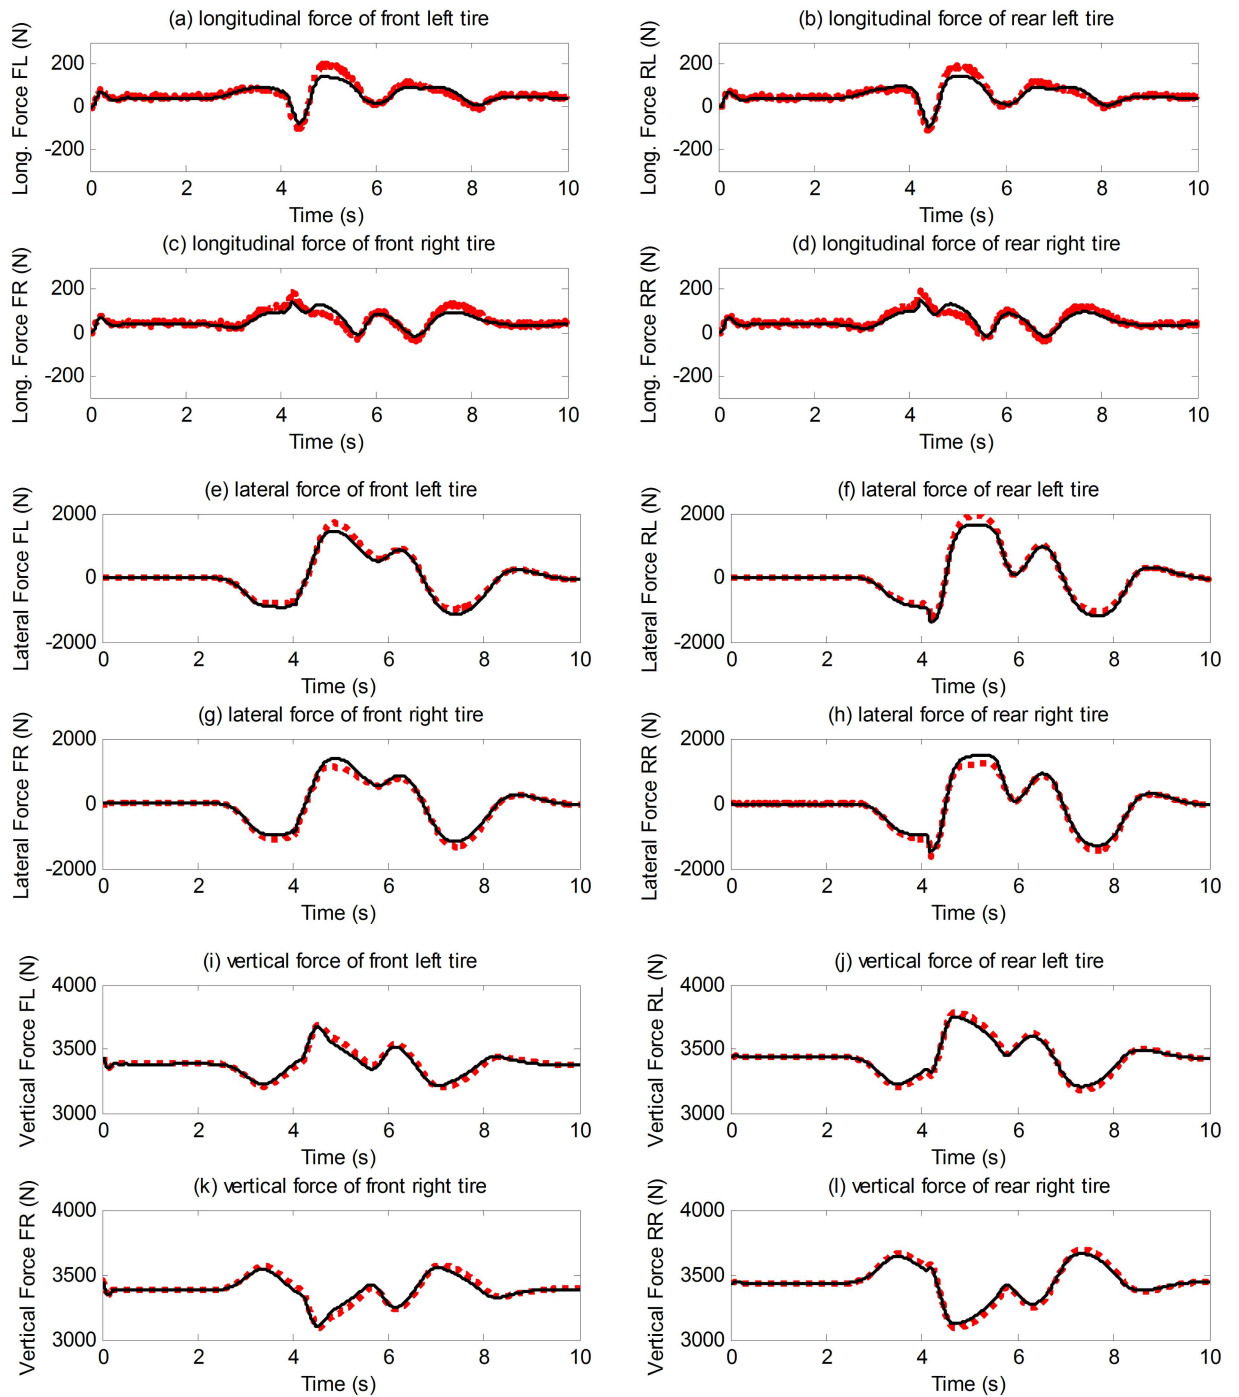 (a) longitudinal force of front left tire
Long. Force FL (N)
200
0
-200
0 2 4 6 8 10
Time (s)
(b) longitudinal force of rear left tire
Long. Force RL (N)
200
0
-200
0 2 4 6 8 10
Time (s)
(c) longitudinal force of front right tire
Long. Force FR (N)
200
0
-200
0 2 4 6 8 10
Time (s)
(d) longitudinal force of rear right tire
Long. Force RR (N)
200
0
-200
0 2 4 6 8 10
Time (s)
(e) lateral force of front left tire
Lateral Force FL (N)
2000
0
-2000
0 2 4 6 8 10
Time (s)
(f) lateral force of rear left tire
Lateral Force RL (N)
2000
0
-2000
0 2 4 6 8 10
Time (s)
(g) lateral force of front right tire
Lateral Force FR (N)
2000
0
-2000
0 2 4 6 8 10
Time (s)
(h) lateral force of rear right tire
Lateral Force RR (N)
2000
0
-2000
0 2 4 6 8 10
Time (s)
(i) vertical force of front left tire
Vertical Force FL (N)
4000
3500
3000
0 2 4 6 8 10
Time (s)
(j) vertical force of rear left tire
Vertical Force RL (N)
4000
3500
3000
0 2 4 6 8 10
Time (s)
(k) vertical force of front right tire
Vertical Force FR (N)
4000
3500
3000
0 2 4 6 8 10
Time (s)
(l) vertical force of rear right tire
Vertical Force RR (N)
4000
3500
3000
0 2 4 6 8 10
Time (s)